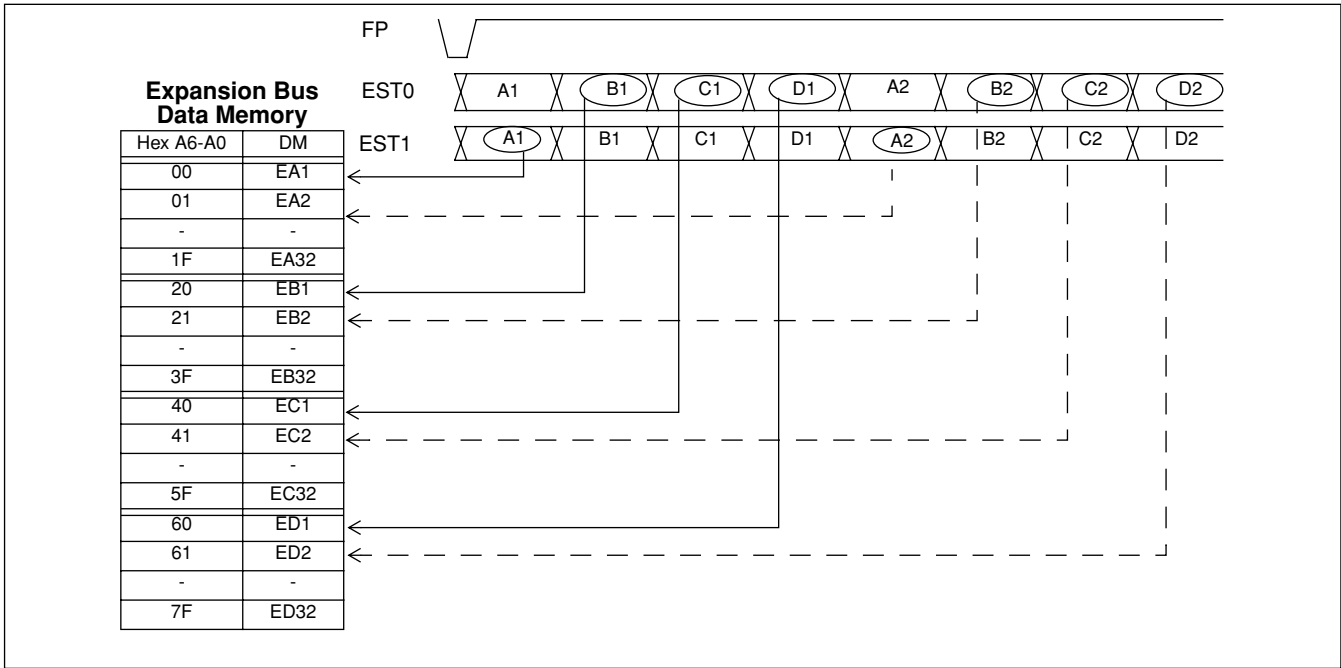 FP
EST0 A1 B1 C1 D1 A2 B2 C2 D2
EST1 A1 B1 C1 D1 A2 B2 C2 D2
Expansion Bus
Data Memory
Hex A6-A0 DM
00 EA1
01 EA2
- -
1F EA32
20 EB1
21 EB2
- -
3F EB32
40 EC1
41 EC2
- -
5F EC32
60 ED1
61 ED2
- -
7F ED32